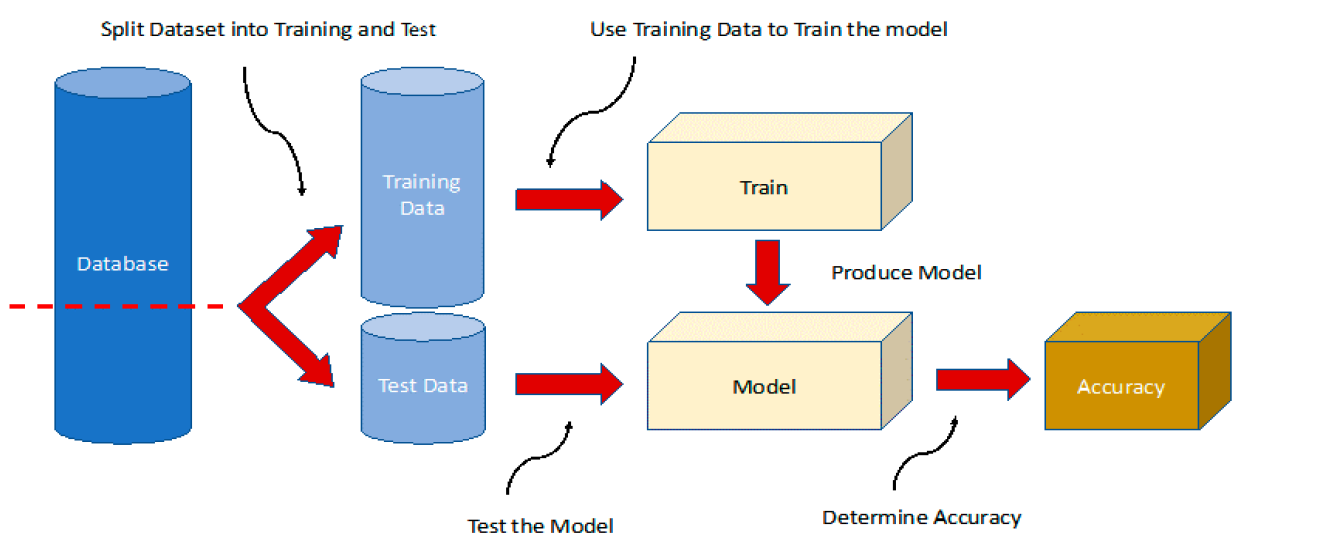 Split Dataset into Training and Test
Use Training Data to Train the model
Training
Data
Train
Database
Produce Model
Test Data
Model
Accuracy
Test the Model
Determine Accuracy